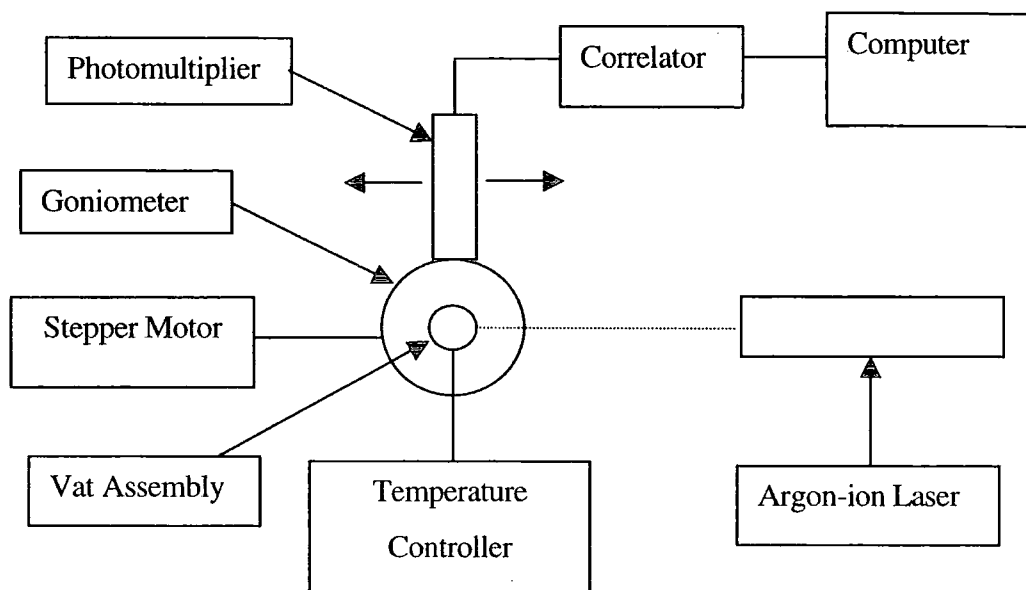 Photomultiplier
Correlator
Computer
Goniometer
Stepper Motor
Vat Assembly
Temperature
Controller
Argon-ion Laser